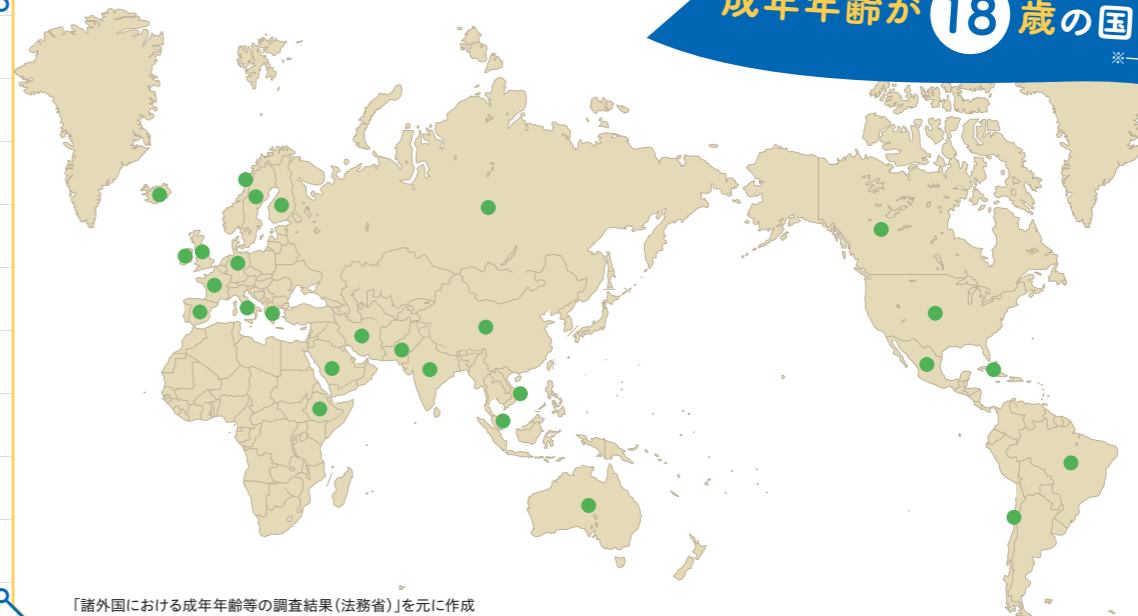 成年年齢が18歳の国
※一
「諸外国における成年年齢等の調査結果(法務省)」を元に作成